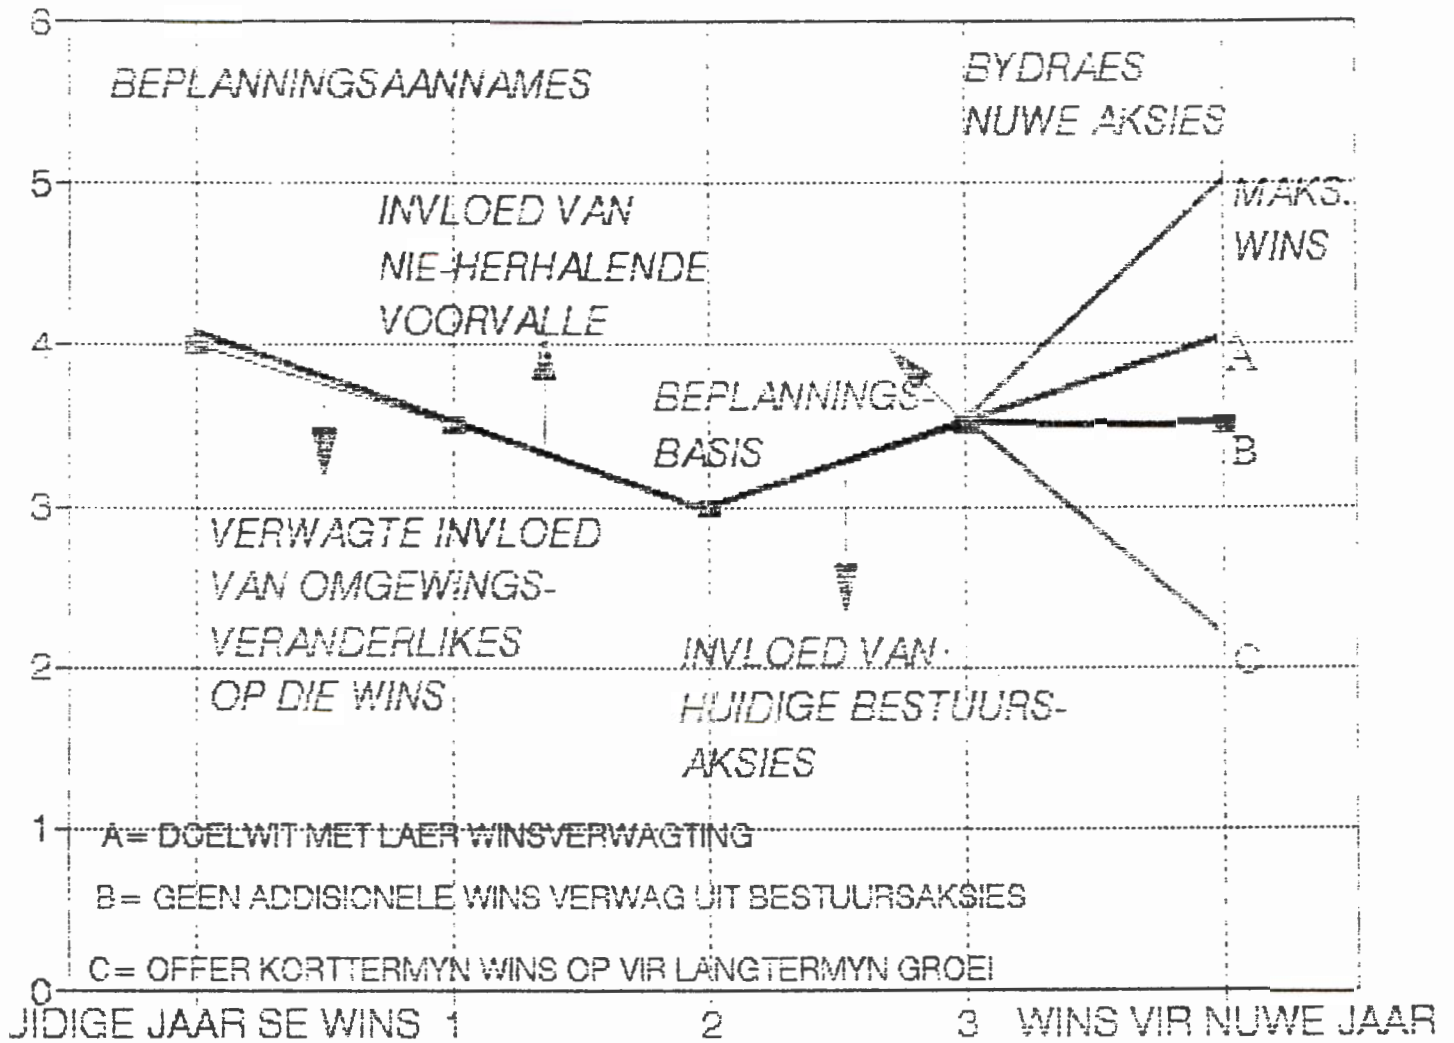 6
BEPLANNINGSAANNAMES
BYDRAES
NUWE AKSIES
5
INVLOED VAN
NIE-HERHALENDE
VOORVALLE
MAKS.
WINS
4
A
BEPLANNINGS-
BASIS
B
3
VERWAGTE INVLOED
VAN OMGEWINGS-
VERANDERLIKES
OP DIE WINS
INVLOED VAN
HUIDIGE BESTUURS-
AKSIES
C
2
1
A= DOELWIT MET LAER WINSVERWAGTING
B= GEEN ADDISIONELE WINS VERWAG UIT BESTUURSAKSIES
C= OFFER KORTTERMYN WINS OP VIR LANGTERMYN GROEI
0
JIDIGE JAAR SE WINS 1 2 3 WINS VIR NUWE JAAR